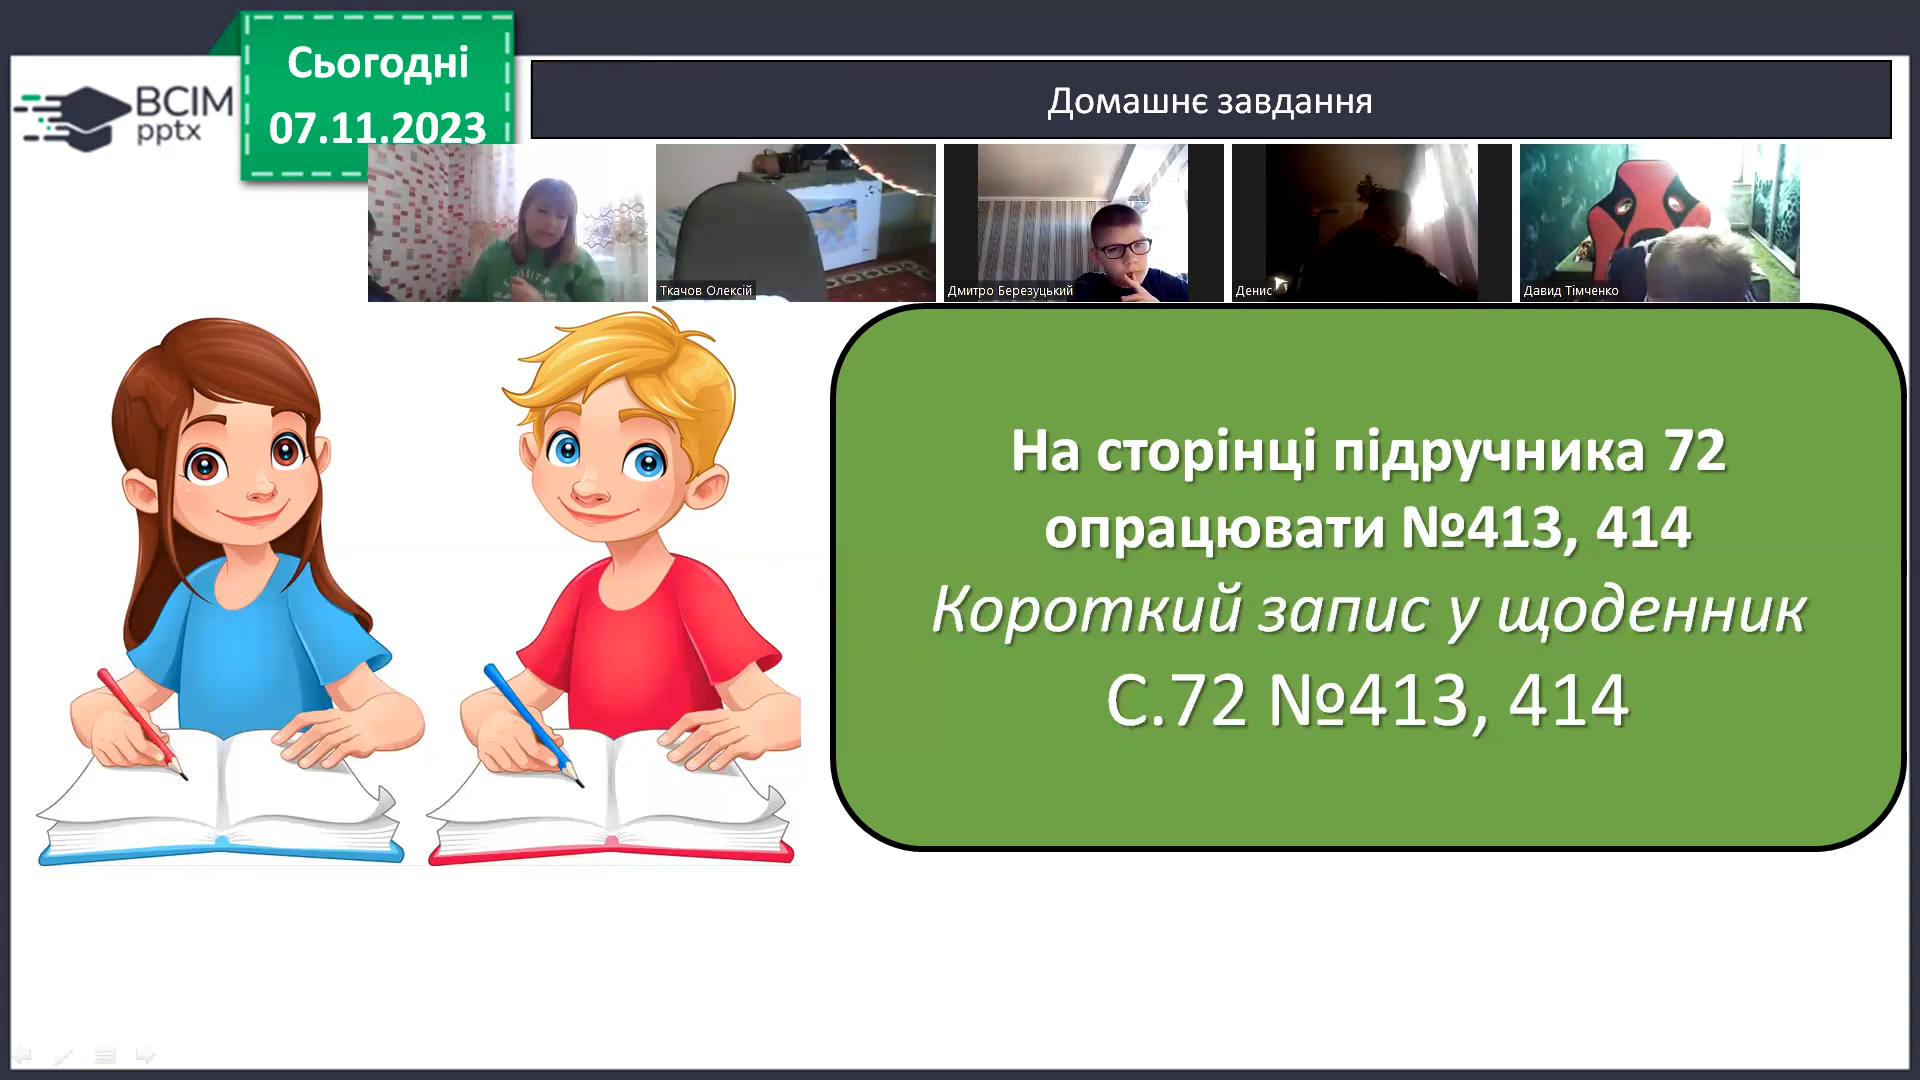 Сьогодні
07.11.2023
ВСІМ
pptx
Домашнє завдання
Ткачов Олексій
Дмитро Березуцький
Денис
Давид Тімченко
На сторінці підручника 72
опрацювати №413, 414
Короткий запис у щоденник
С.72 №413, 414